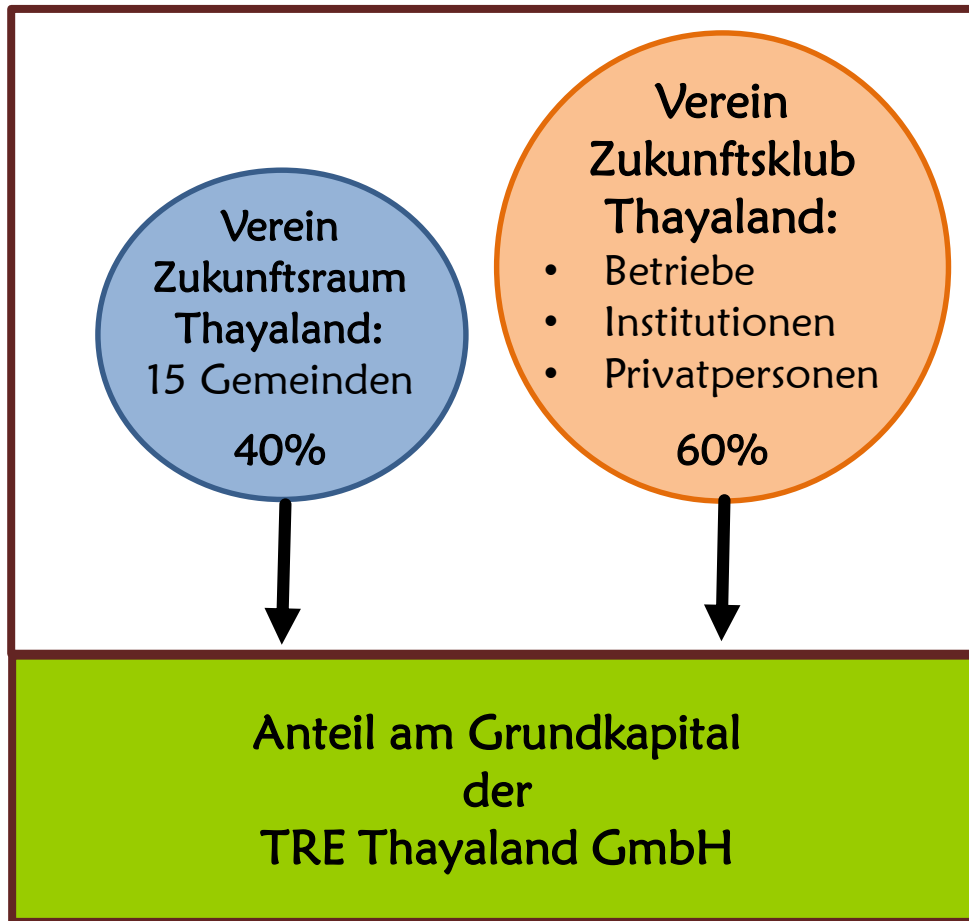 Verein
Zukunftsraum
Thayaland:
15 Gemeinden
40%
Verein
Zukunftsklub
Thayaland:
• Betriebe
• Institutionen
• Privatpersonen
60%
Anteil am Grundkapital
der
TRE Thayaland GmbH